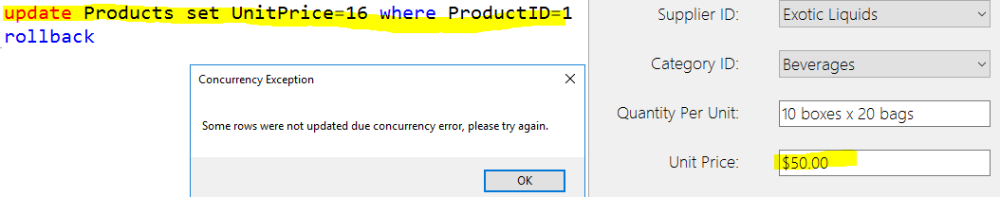 update Products set UnitPrice=16 where ProductID=1
rollback
Concurrency Exception
Some rows were not updated due concurrency error, please try again.
OK
Supplier ID: Exotic Liquids
Category ID: Beverages
Quantity Per Unit: 10 boxes x 20 bags
Unit Price: $50.00